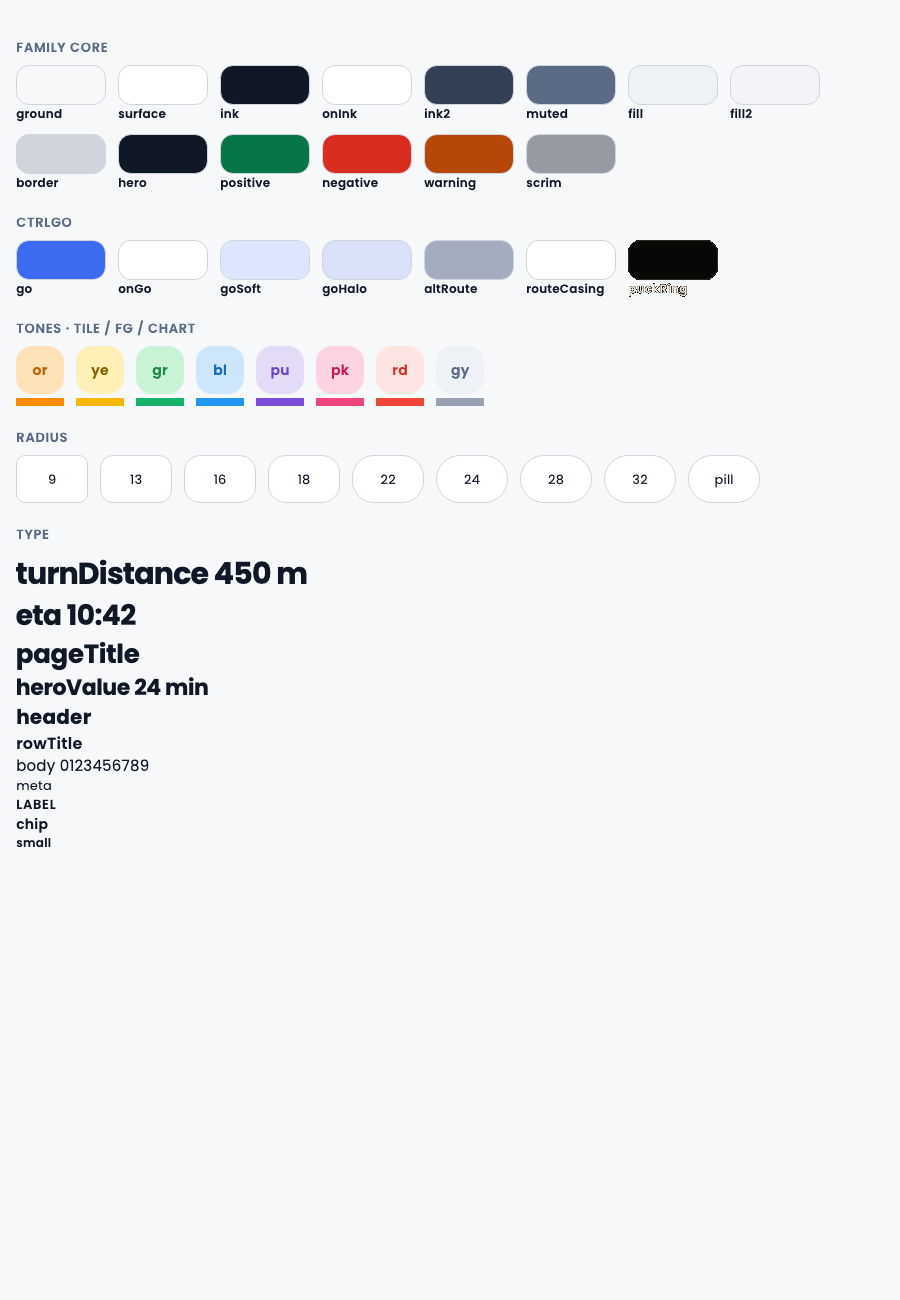 FAMILY CORE
ground surface ink onInk ink2 muted fill fill2
border hero positive negative warning scrim
CTRLGO
go onGo goSoft goHalo altRoute routeCasing puckRing
TONES · TILE / FG / CHART
or ye gr bl pu pk rd gy
RADIUS
9 13 16 18 22 24 28 32 pill
TYPE
turnDistance 450 m
eta 10:42
pageTitle
heroValue 24 min
header
rowTitle
body 0123456789
meta
LABEL
chip
small